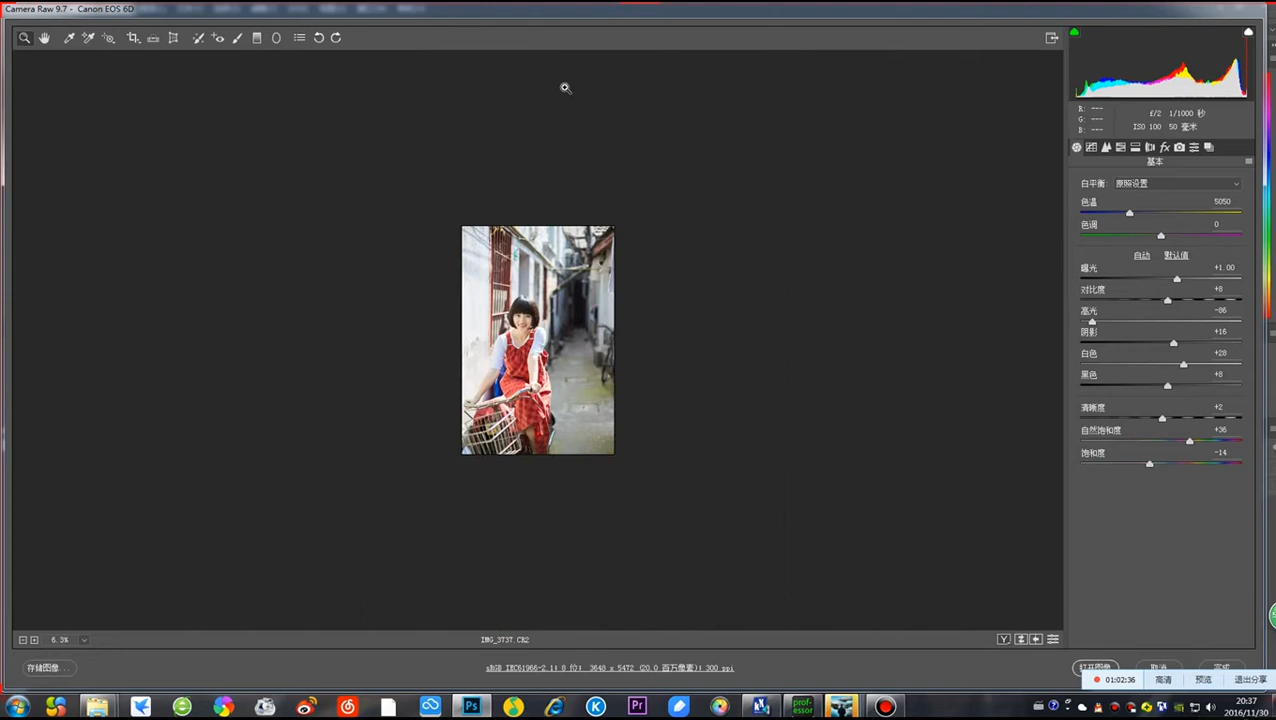 Camera Raw 9.7 - Canon EOS 6D
R: ---
G: ---
B: ---
f/2 1/1000 秒
ISO 100 50 毫米
基本
白平衡: 原照设置
色温 5050
色调 0
自动 默认值
曝光 +1.00
对比度 +8
高光 -86
阴影 +16
白色 +28
黑色 +8
清晰度 +2
自然饱和度 +36
饱和度 -14
6.3%
IMG_3737.CR2
Y
存储图像...
sRGB IEC61966-2.1; 8 位; 3648 x 5472 (20.0 百万像素); 300 ppi
打开图像 取消 完成
01:02:36 高清 预览 退出分享
Ps
K
Pr
prof-
essor
20:37
2016/11/30